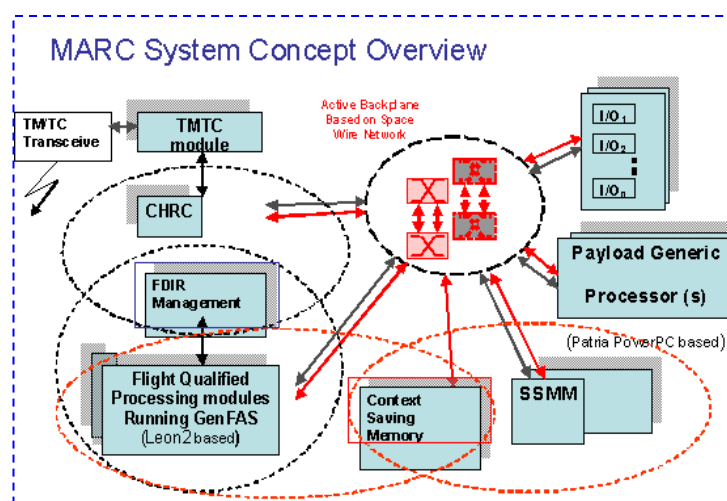 MARC System Concept Overview
TM/TC
Transceive
TMTC
module
Active Backplane
Based on Space
Wire Network
I/O1
I/O2
I/On
CHRC
Payload Generic
Processor (s)
FDIR
Management
(Patria PowerPC based)
Flight Qualified
Processing modules
Running GenFAS
(Leon2 based)
Context
Saving
Memory
SSMM